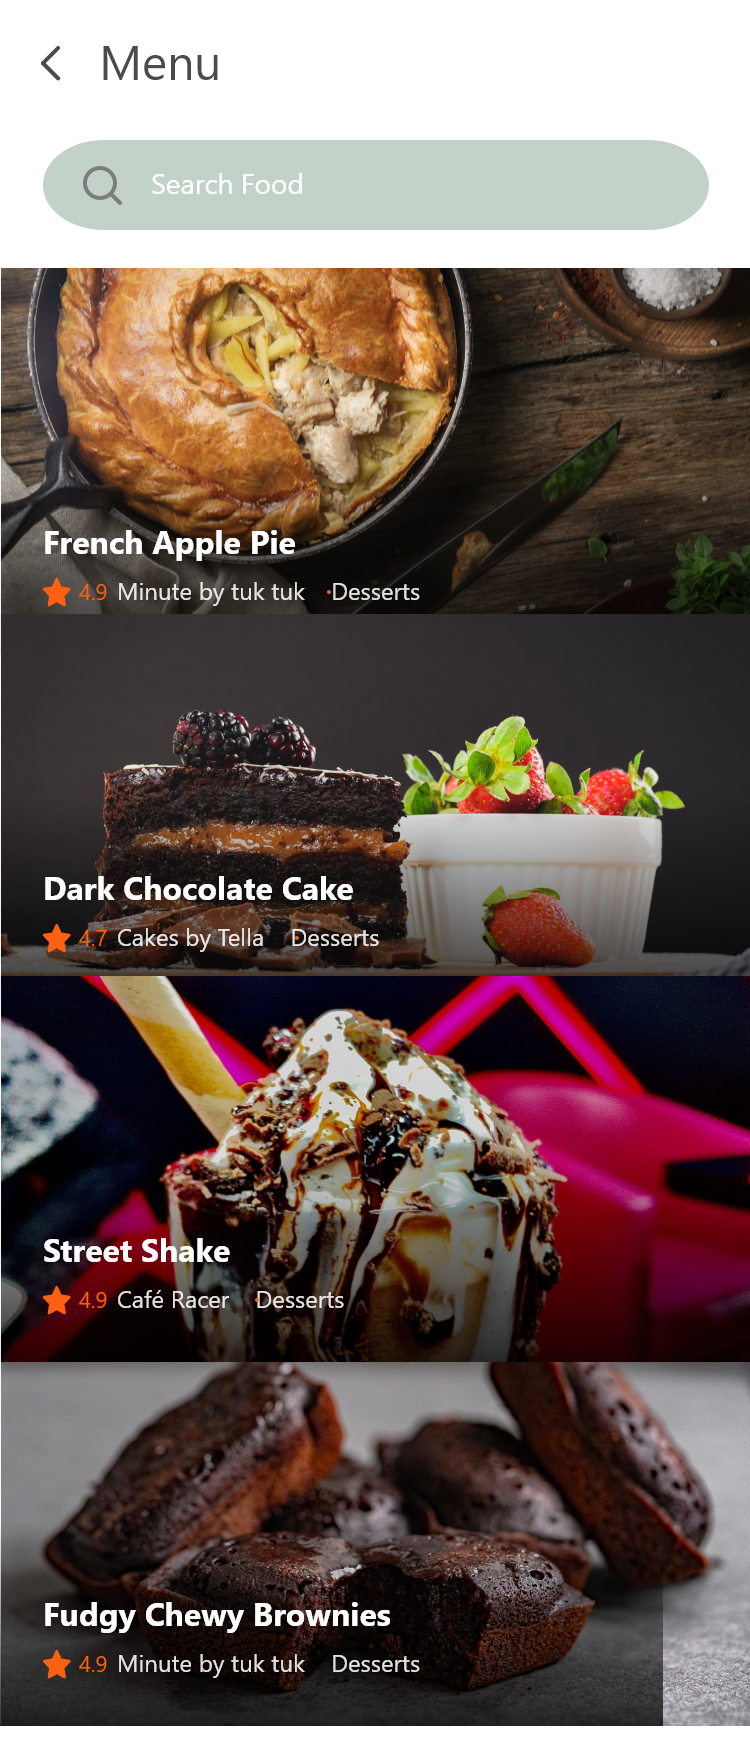 Menu
Search Food
French Apple Pie
4.9 Minute by tuk tuk •Desserts
Dark Chocolate Cake
4.7 Cakes by Tella •Desserts
Street Shake
4.9 Café Racer •Desserts
Fudgy Chewy Brownies
4.9 Minute by tuk tuk Desserts